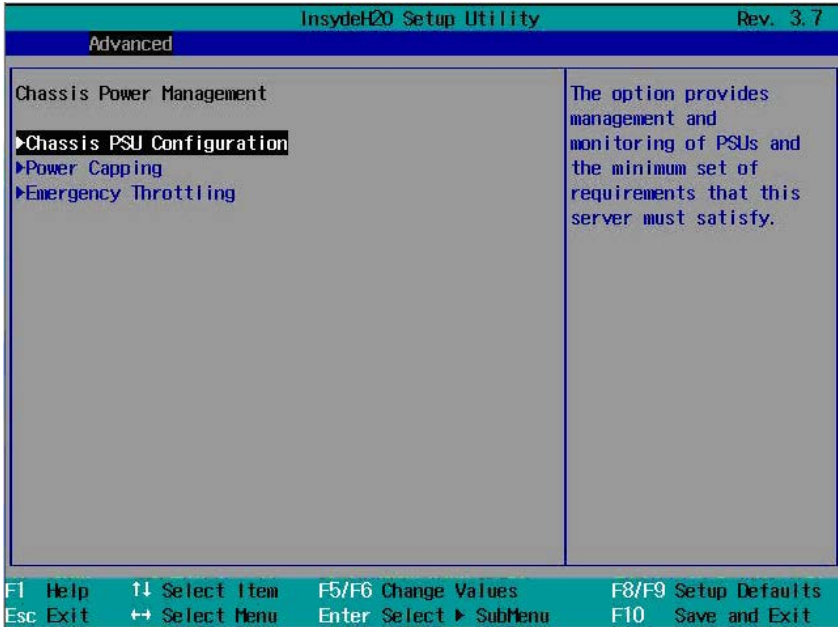 InsydeH20 Setup Utility Rev. 3.7
Advanced
Chassis Power Management
▶Chassis PSU Configuration
▶Power Capping
▶Emergency Throttling
The option provides
management and
monitoring of PSUs and
the minimum set of
requirements that this
server must satisfy.
F1 Help ↑↓ Select Item F5/F6 Change Values F8/F9 Setup Defaults
Esc Exit ↔ Select Menu Enter Select ▶ SubMenu F10 Save and Exit